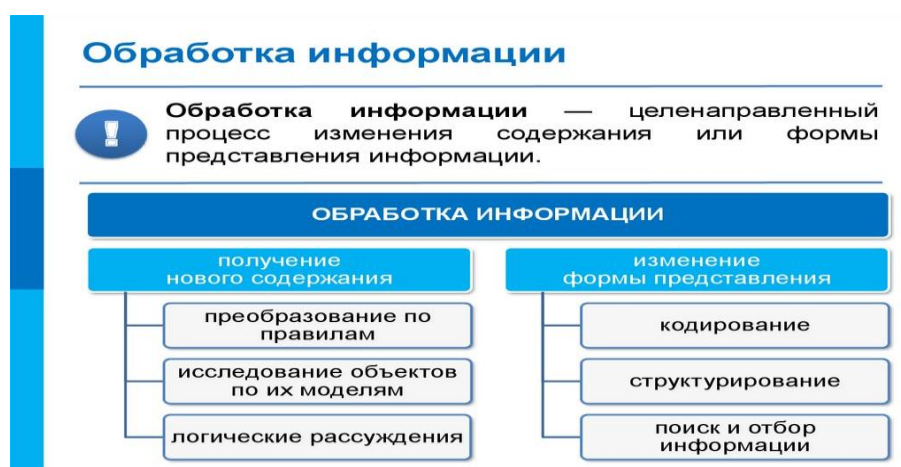 Обработка информации
!
Обработка информации — целенаправленный
процесс изменения содержания или формы
представления информации.
ОБРАБОТКА ИНФОРМАЦИИ
получение
нового содержания
преобразование по
правилам
исследование объектов
по их моделям
логические рассуждения
изменение
формы представления
кодирование
структурирование
поиск и отбор
информации